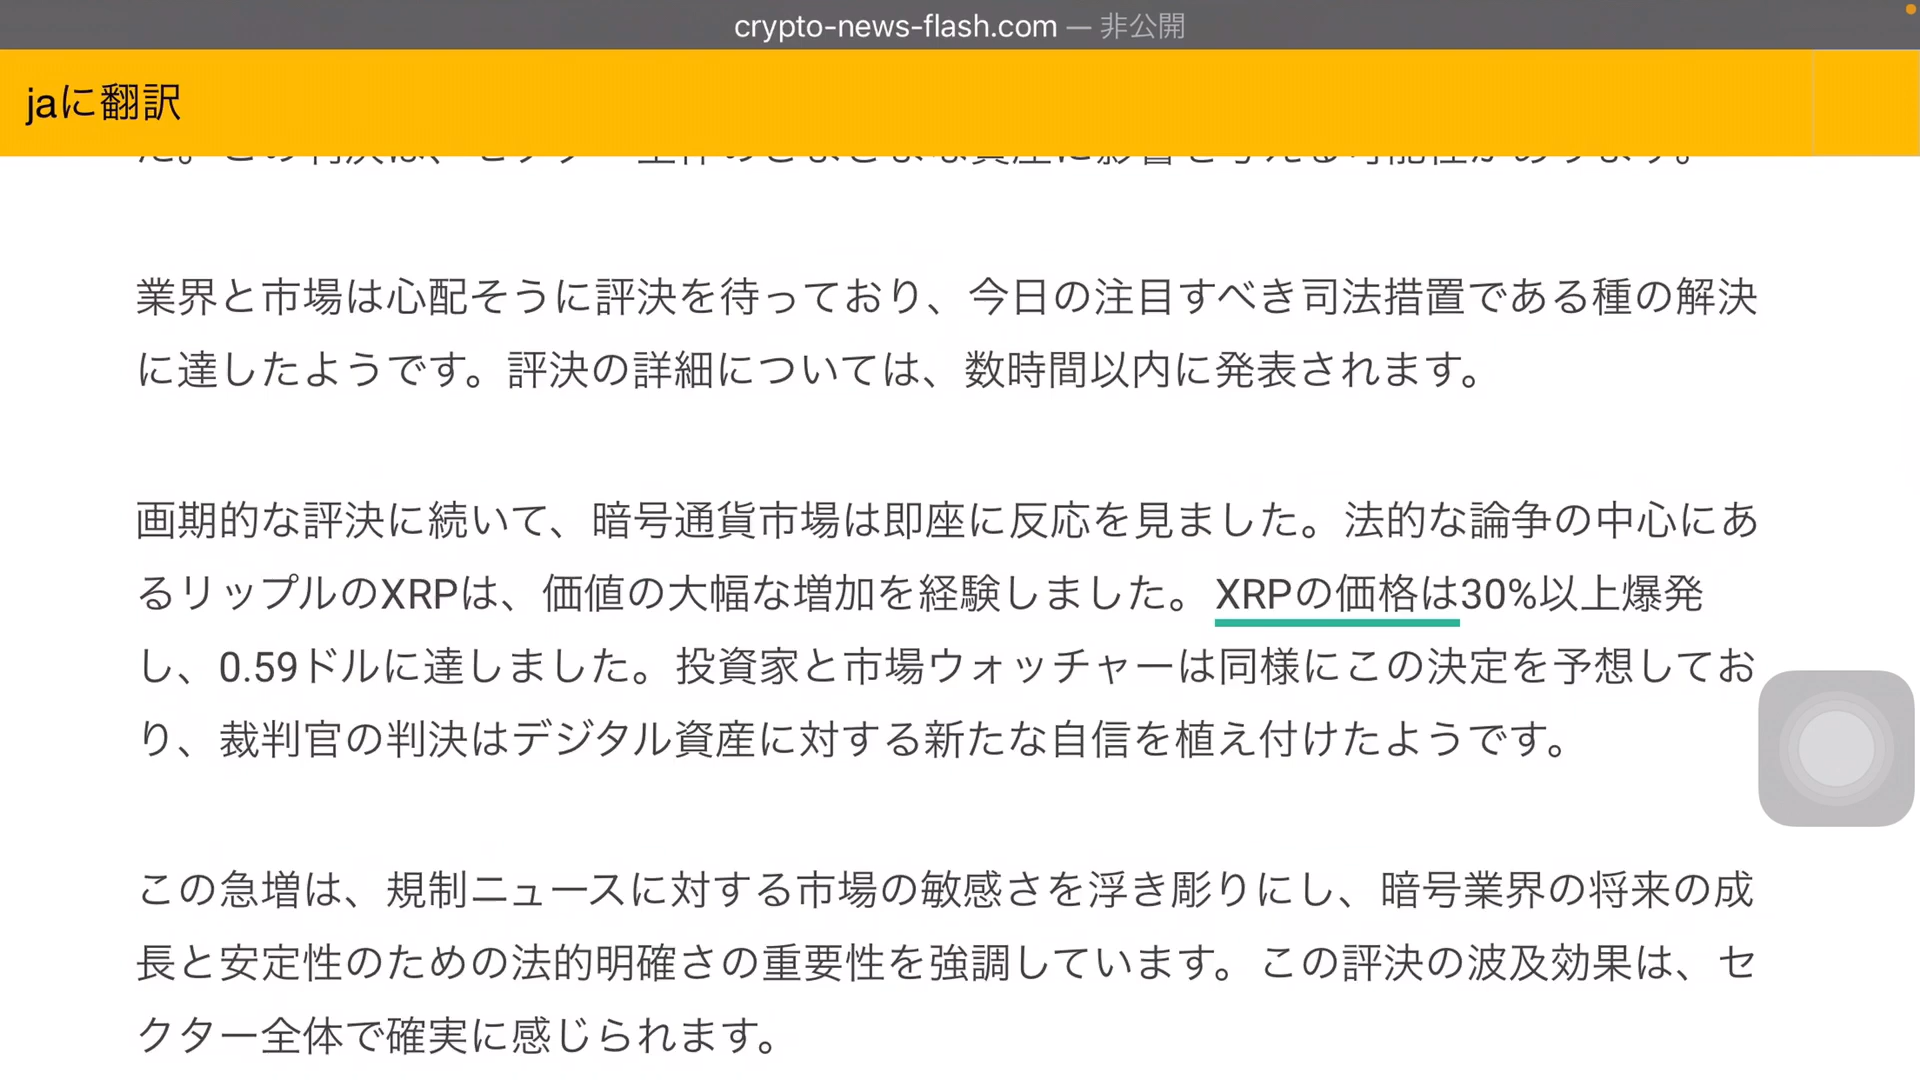 crypto-news-flash.com — 非公開
jaに翻訳
業界と市場は心配そうに評決を待っており、今日の注目すべき司法措置である種の解決
に達したようです。評決の詳細については、数時間以内に発表されます。
画期的な評決に続いて、暗号通貨市場は即座に反応を見ました。法的な論争の中心にあ
るリップルのXRPは、価値の大幅な増加を経験しました。XRPの価格は30%以上爆発
し、0.59ドルに達しました。投資家と市場ウォッチャーは同様にこの決定を予想してお
り、裁判官の判決はデジタル資産に対する新たな自信を植え付けたようです。
この急増は、規制ニュースに対する市場の敏感さを浮き彫りにし、暗号業界の将来の成
長と安定性のための法的明確さの重要性を強調しています。この評決の波及効果は、セ
クター全体で確実に感じられます。